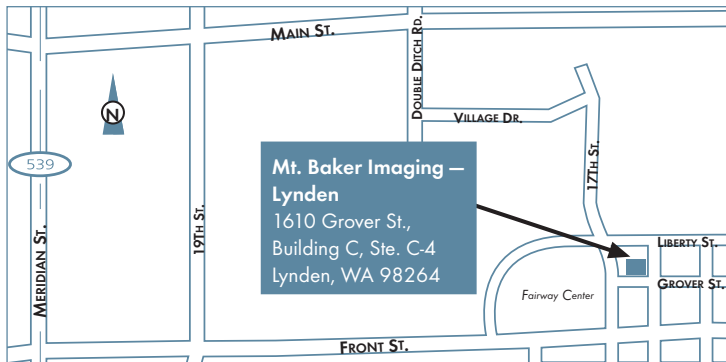 MAIN ST.
DOUBLE DITCH RD.
N
VILLAGE DR.
539
Mt. Baker Imaging —
Lynden
1610 Grover St.,
Building C, Ste. C-4
Lynden, WA 98264
17TH ST.
19TH ST.
MERIDIAN ST.
LIBERTY ST.
GROVER ST.
Fairway Center
FRONT ST.